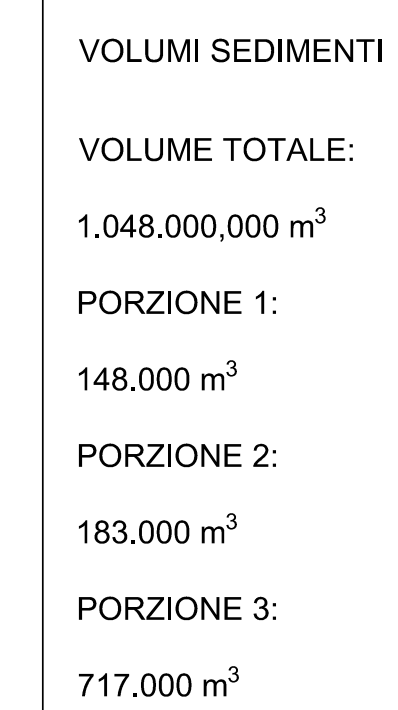 VOLUMI SEDIMENTI
VOLUME TOTALE:
1.048.000,000 m³
PORZIONE 1:
148.000 m³
PORZIONE 2:
183.000 m³
PORZIONE 3:
717.000 m³